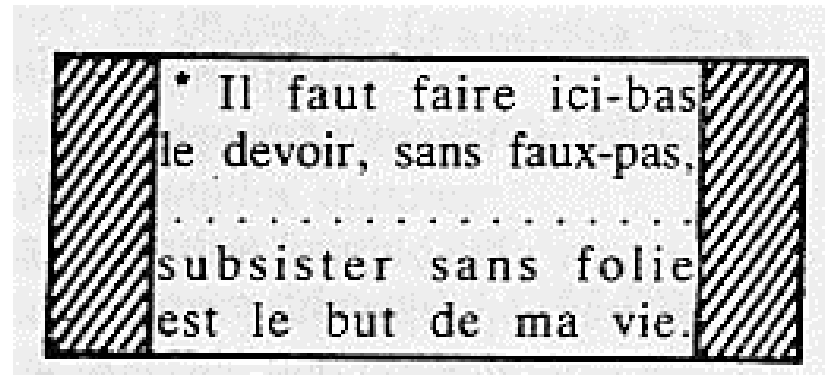 * Il faut faire ici-bas
le devoir, sans faux-pas.
. . . . . . . . . . . . . . . . . .
subsister sans folie
est le but de ma vie.